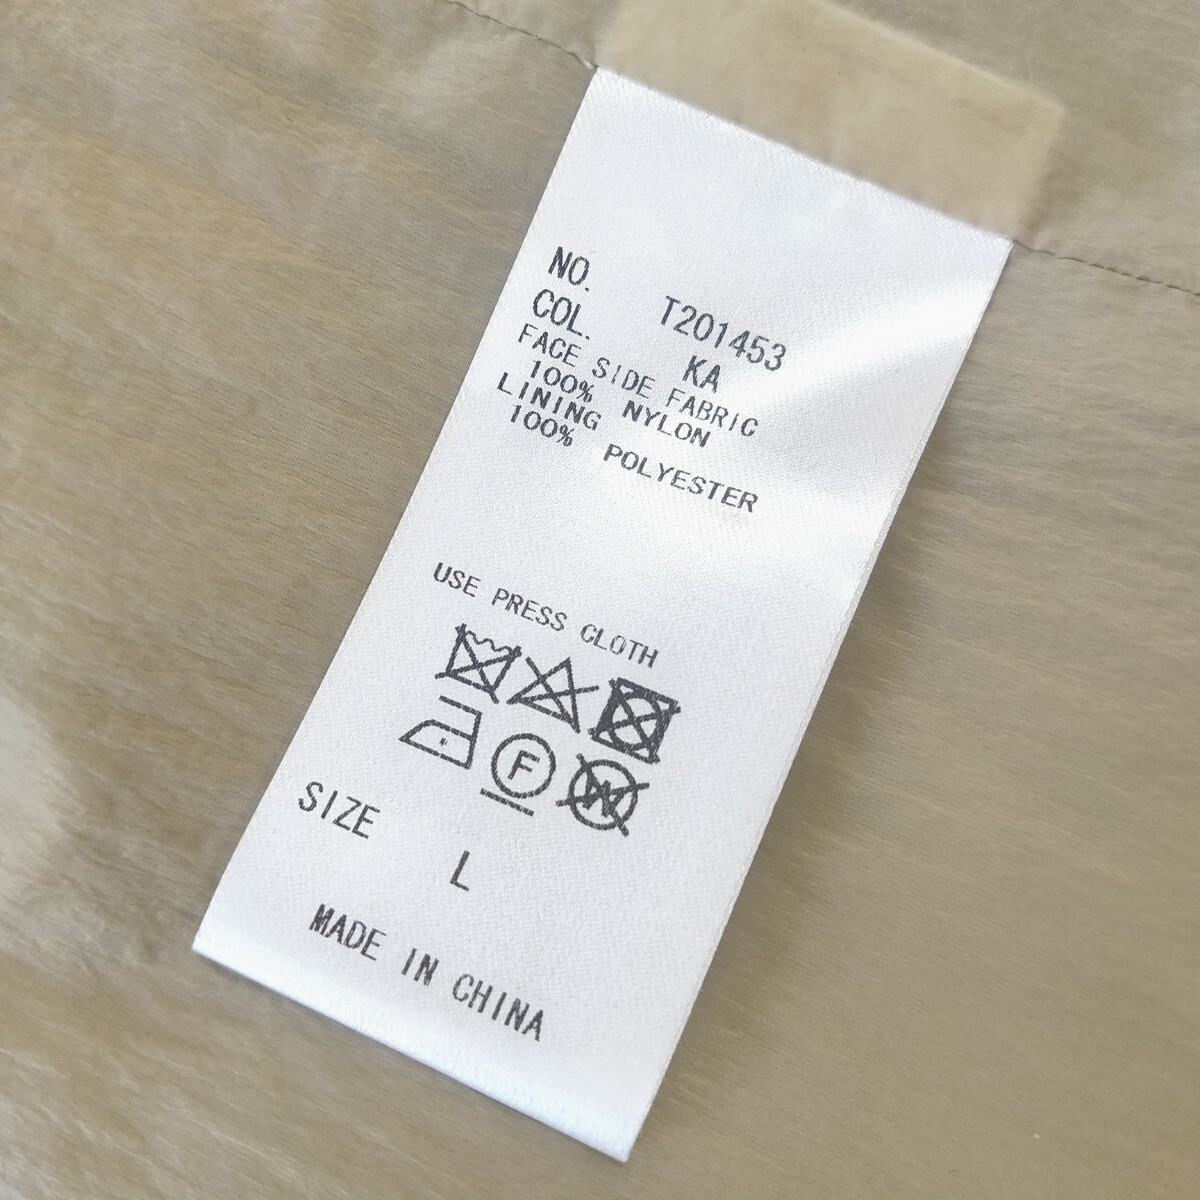 NO. T201453
COL. KA
FACE SIDE FABRIC
100% NYLON
LINING
100% POLYESTER
USE PRESS CLOTH
F W
SIZE L
MADE IN CHINA